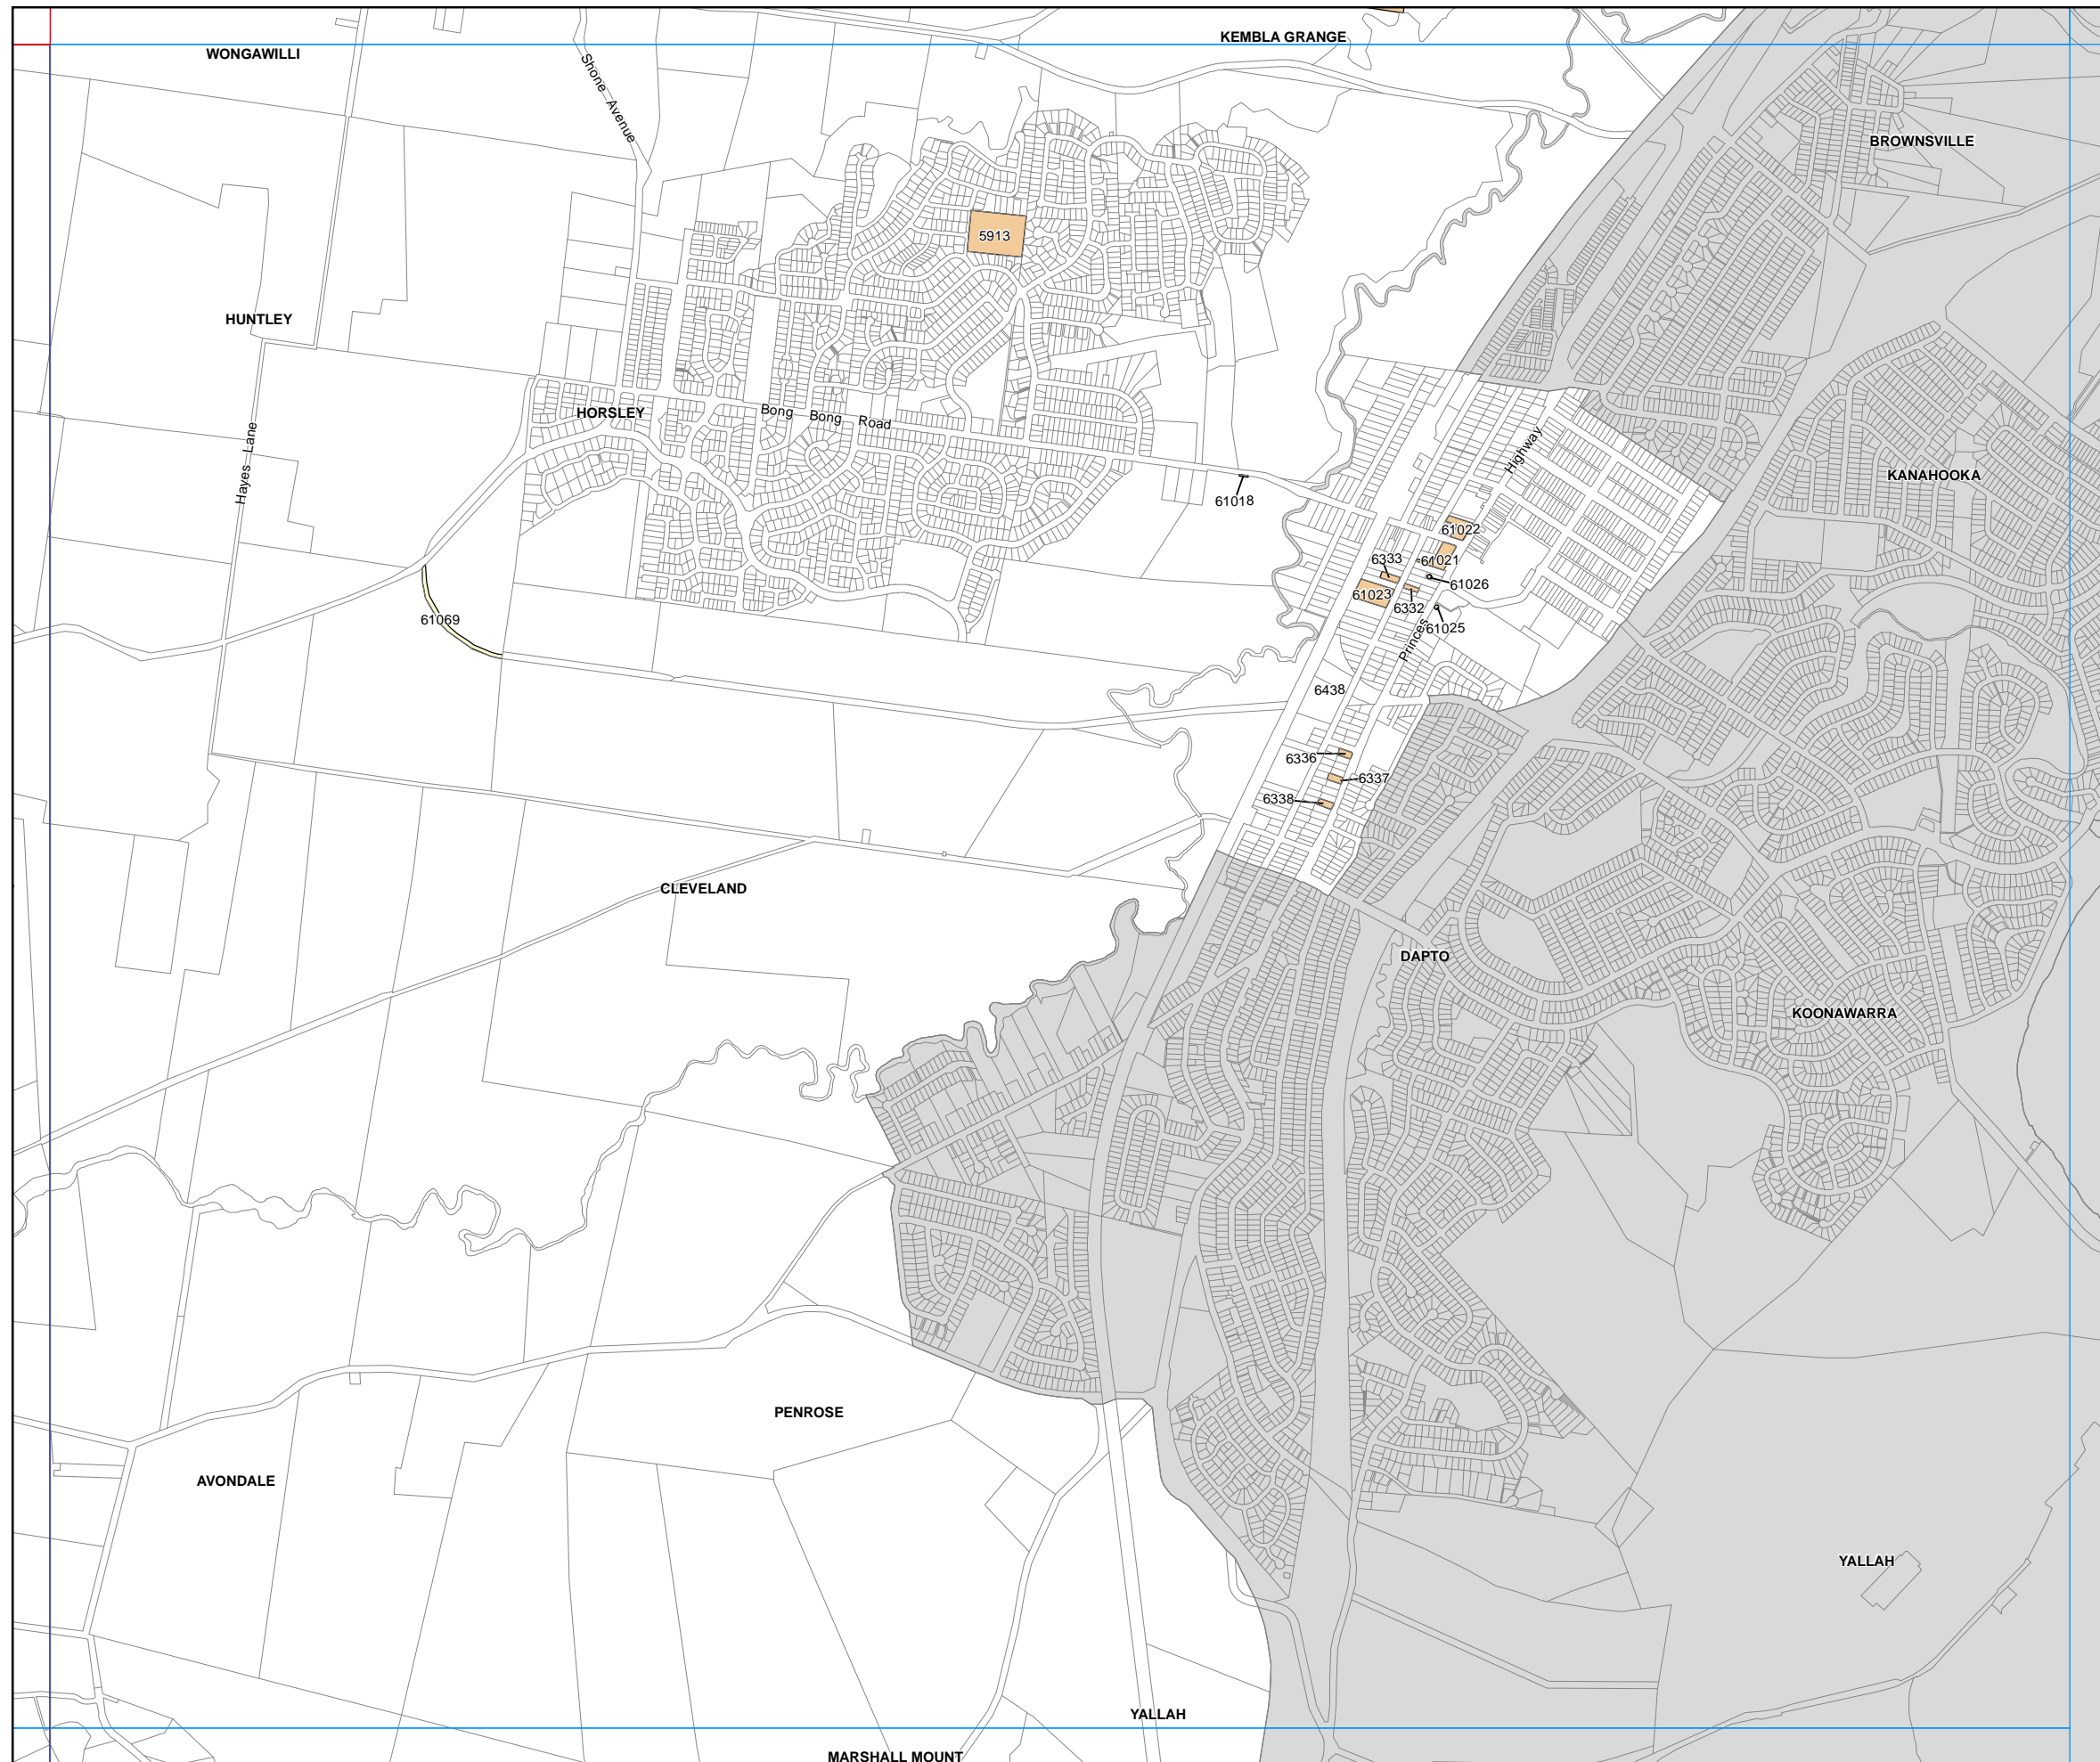 KEMBLA GRANGE
WONGAWILLI
Shone Avenue
BROWNSVILLE
5913
HUNTLEY
HORSLEY
Bong Bong Road
Hayes Lane
Highway
KANAHOOKA
61018
61022
6333
61021
61026
61023
6332
61025
61069
Princes
6438
6336
6337
6338
CLEVELAND
DAPTO
KOONAWARRA
PENROSE
AVONDALE
YALLAH
YALLAH
MARSHALL MOUNT